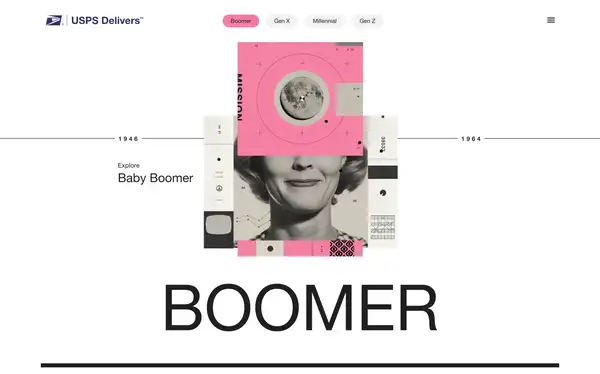 USPS Delivers™
Boomer
Gen X
Millennial
Gen Z
MISSION
1946
1964
Explore
Baby Boomer
BOOMER